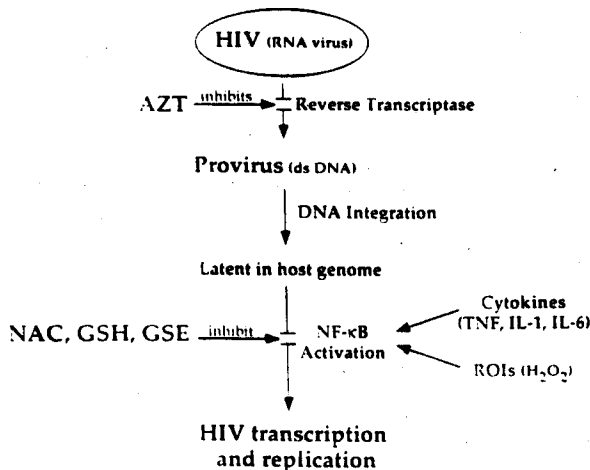 HIV (RNA virus)
AZT inhibits Reverse Transcriptase
Provirus (ds DNA)
DNA Integration
Latent in host genome
Cytokines
(TNF, IL-1, IL-6)
NAC, GSH, GSE inhibit NF-κB
Activation
ROIs (H₂O₂)
HIV transcription
and replication